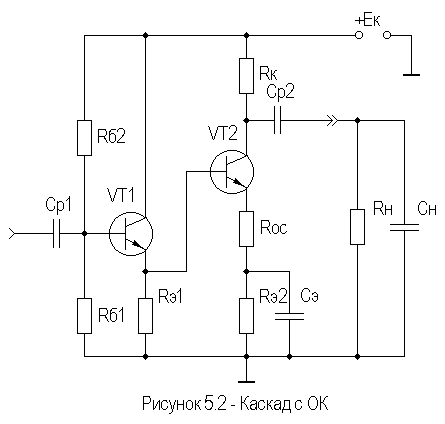 +Eк
Rк
Cр2
Rб2
VT2
VT1
Cр1
Rос
Rн
Cн
Rб1
Rэ1
Rэ2
Cэ
Рисунок 5.2 - Каскад с ОК